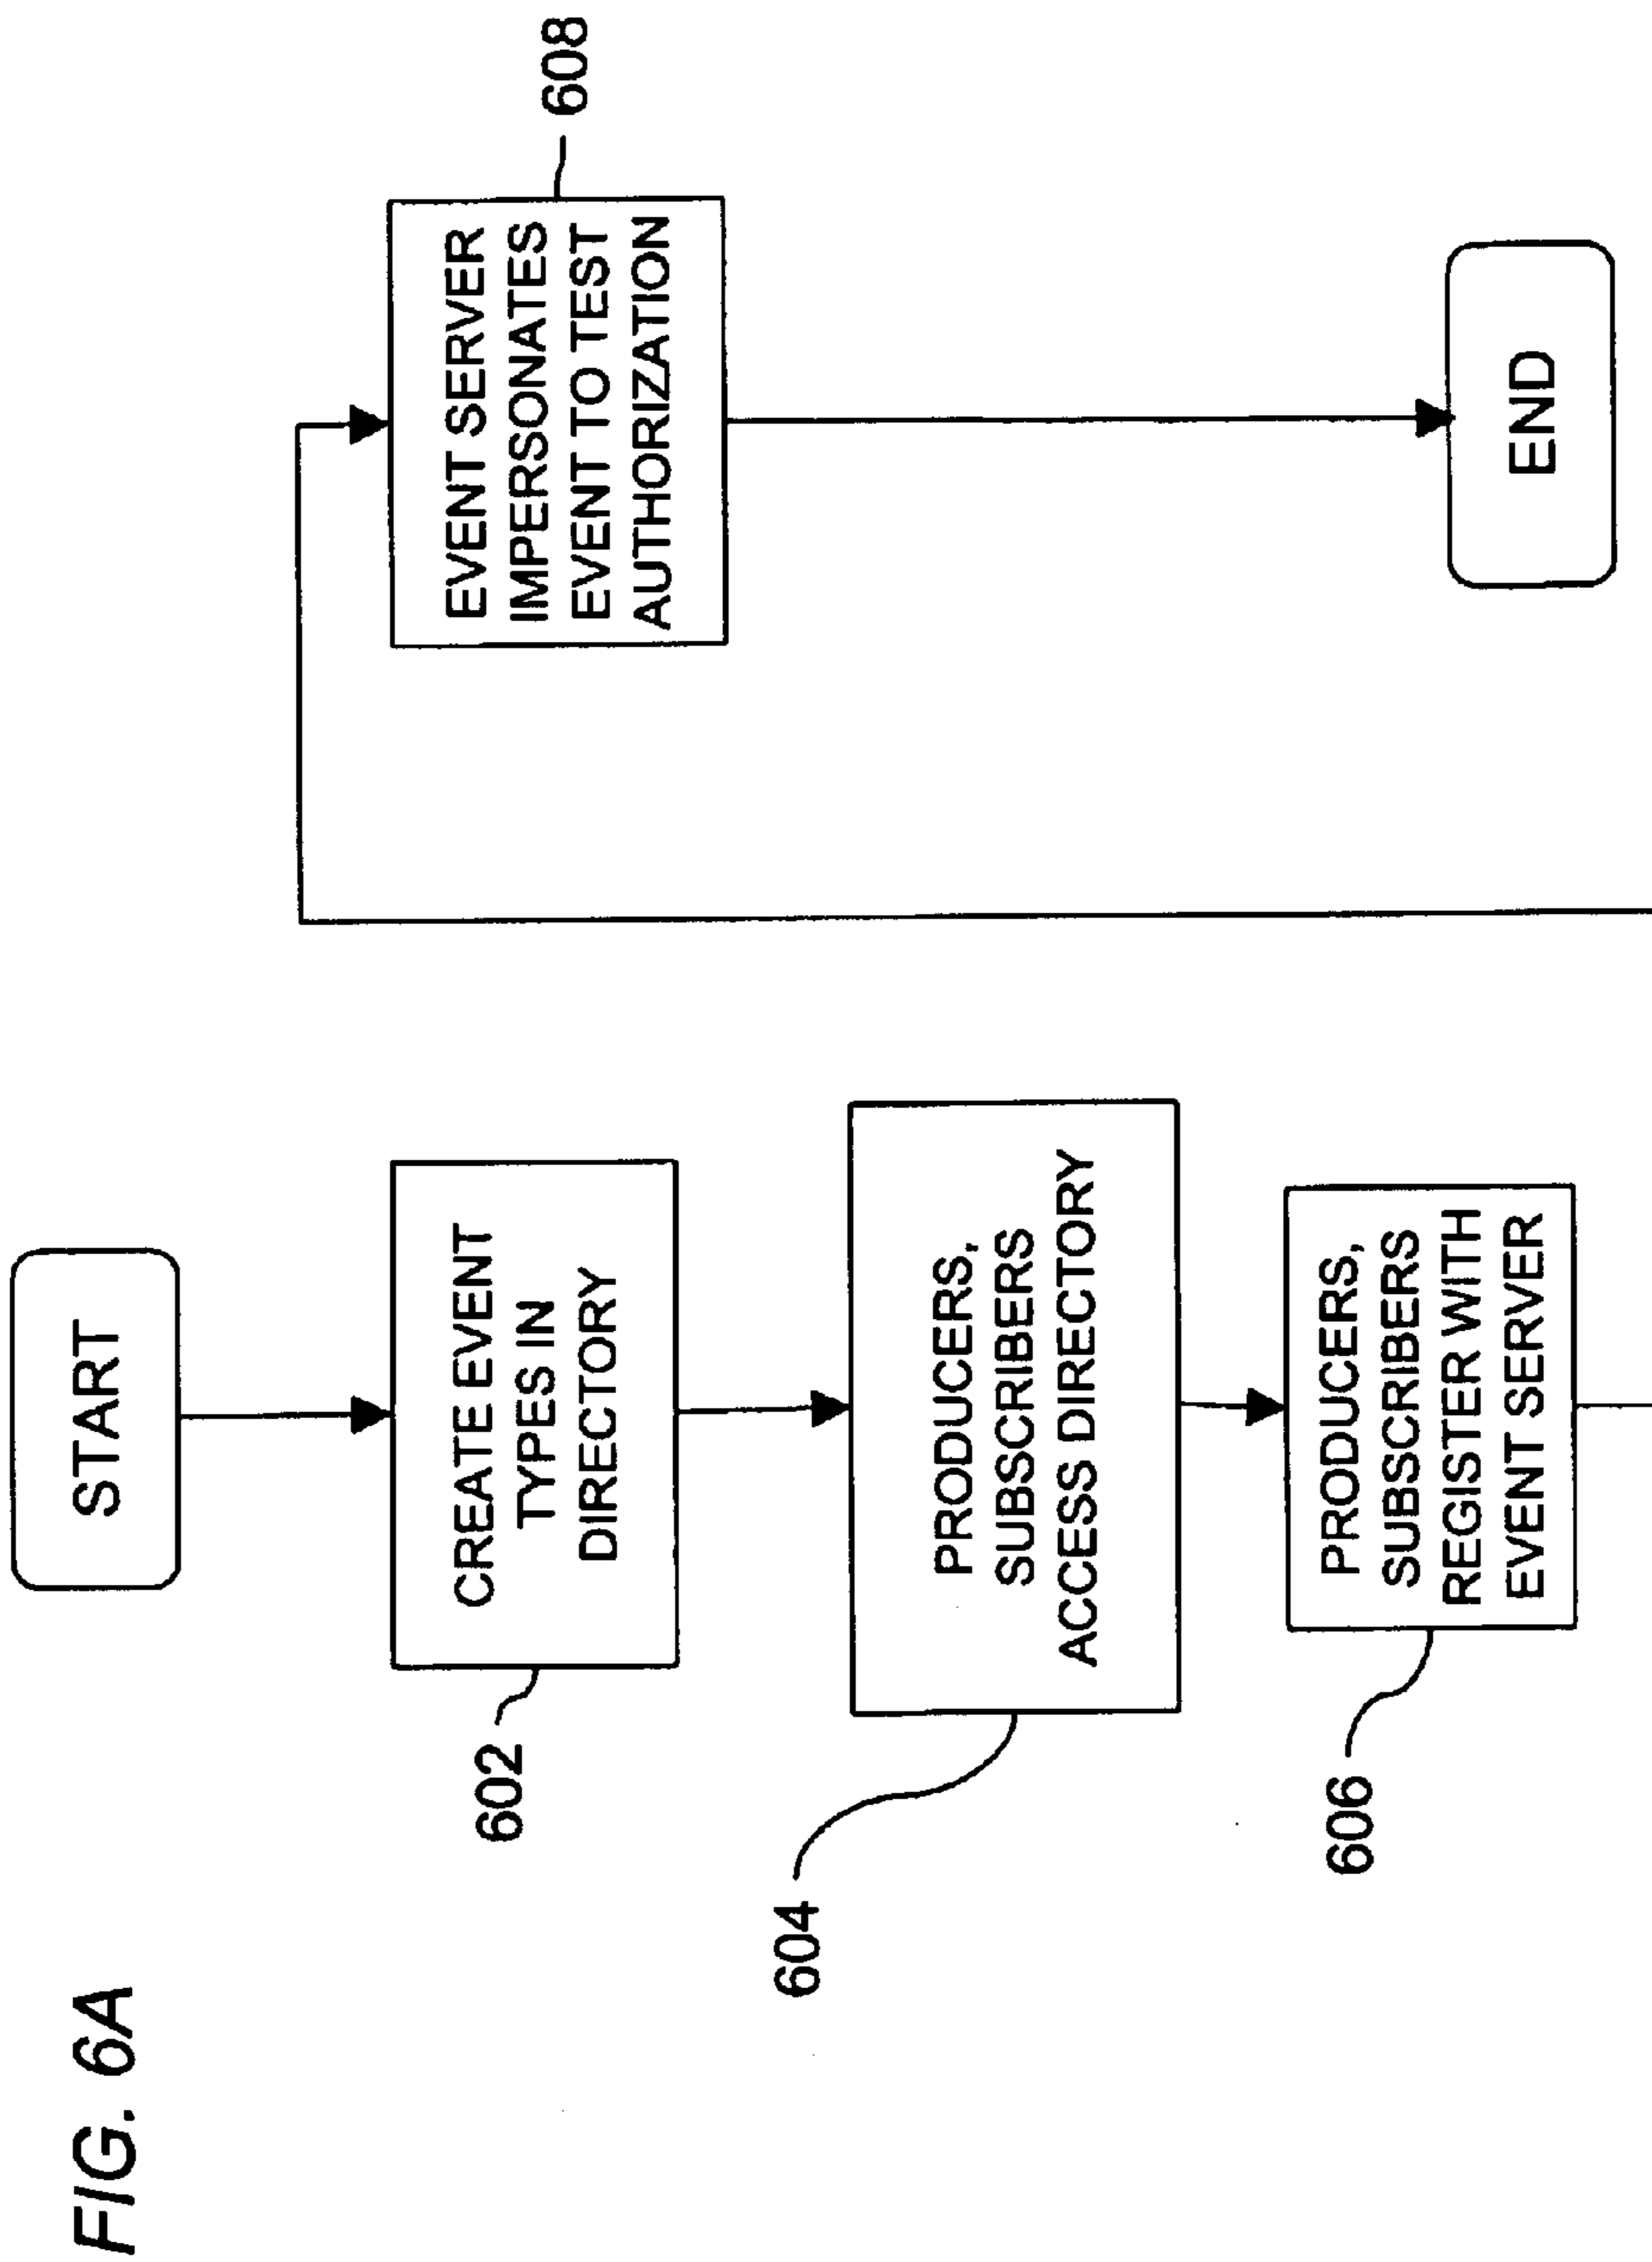 FIG. 6A
START
602
CREATE EVENT
TYPES IN
DIRECTORY
604
PRODUCERS,
SUBSCRIBERS
ACCESS DIRECTORY
606
PRODUCERS,
SUBSCRIBERS
REGISTER WITH
EVENT SERVER
608
EVENT SERVER
IMPERSONATES
EVENT TO TEST
AUTHORIZATION
END